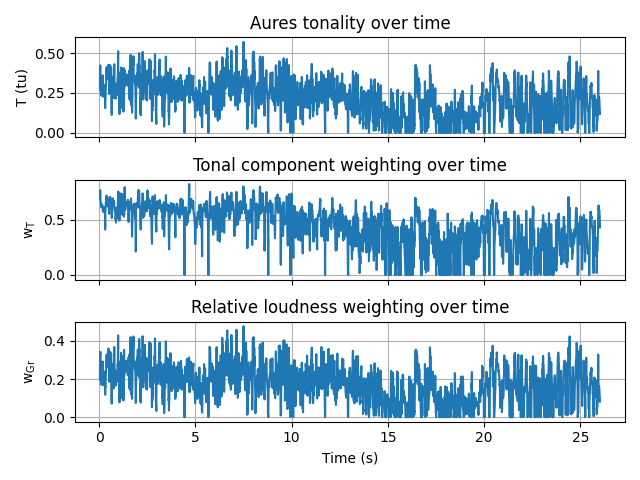 Aures tonality over time
0.50
0.25
0.00
T (tu)
Tonal component weighting over time
0.5
0.0
wT
Relative loudness weighting over time
0.4
0.2
0.0
wGr
0 5 10 15 20 25
Time (s)